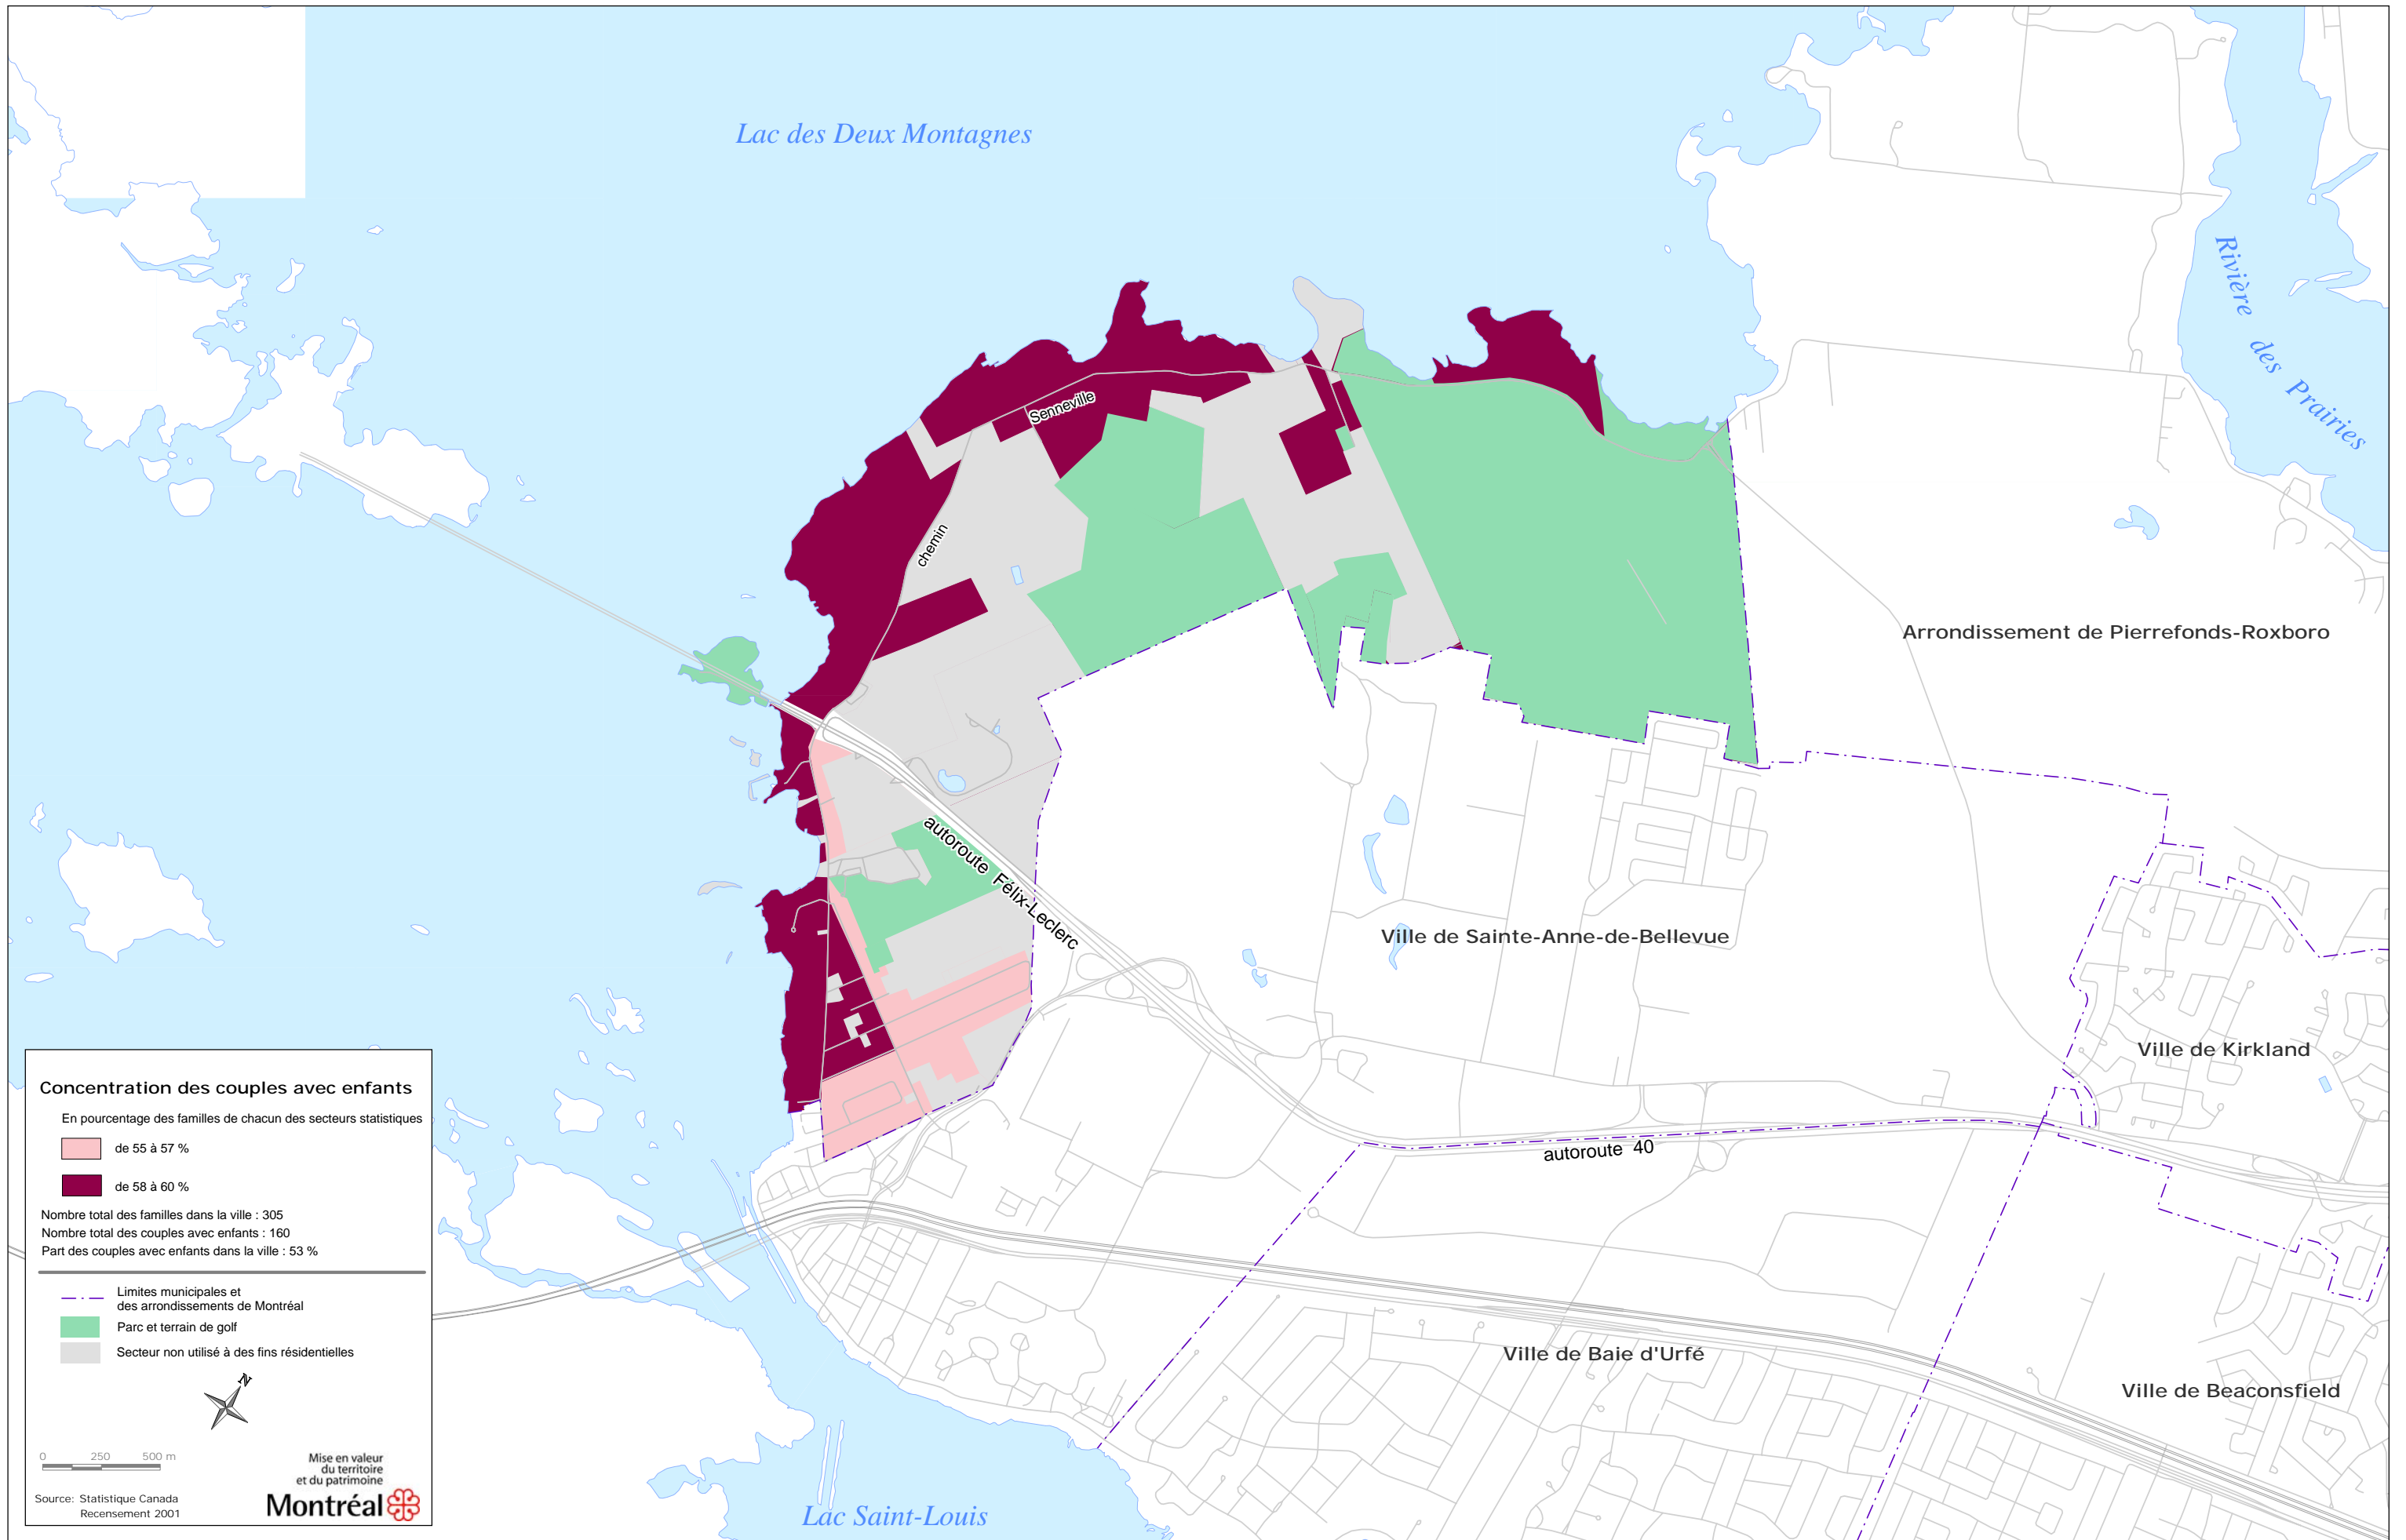 Lac des Deux Montagnes
Rivière
des Prairies
Senneville
chemin
Arrondissement de Pierrefonds-Roxboro
autoroute Félix-Leclerc
Ville de Sainte-Anne-de-Bellevue
Ville de Kirkland
autoroute 40
Ville de Baie d'Urfé
Ville de Beaconsfield
Lac Saint-Louis
Concentration des couples avec enfants
En pourcentage des familles de chacun des secteurs statistiques
de 55 à 57 %
de 58 à 60 %
Nombre total des familles dans la ville : 305
Nombre total des couples avec enfants : 160
Part des couples avec enfants dans la ville : 53 %
Limites municipales et
des arrondissements de Montréal
Parc et terrain de golf
Secteur non utilisé à des fins résidentielles
N
0 250 500 m
Mise en valeur
du territoire
et du patrimoine
Montréal
Source: Statistique Canada
Recensement 2001